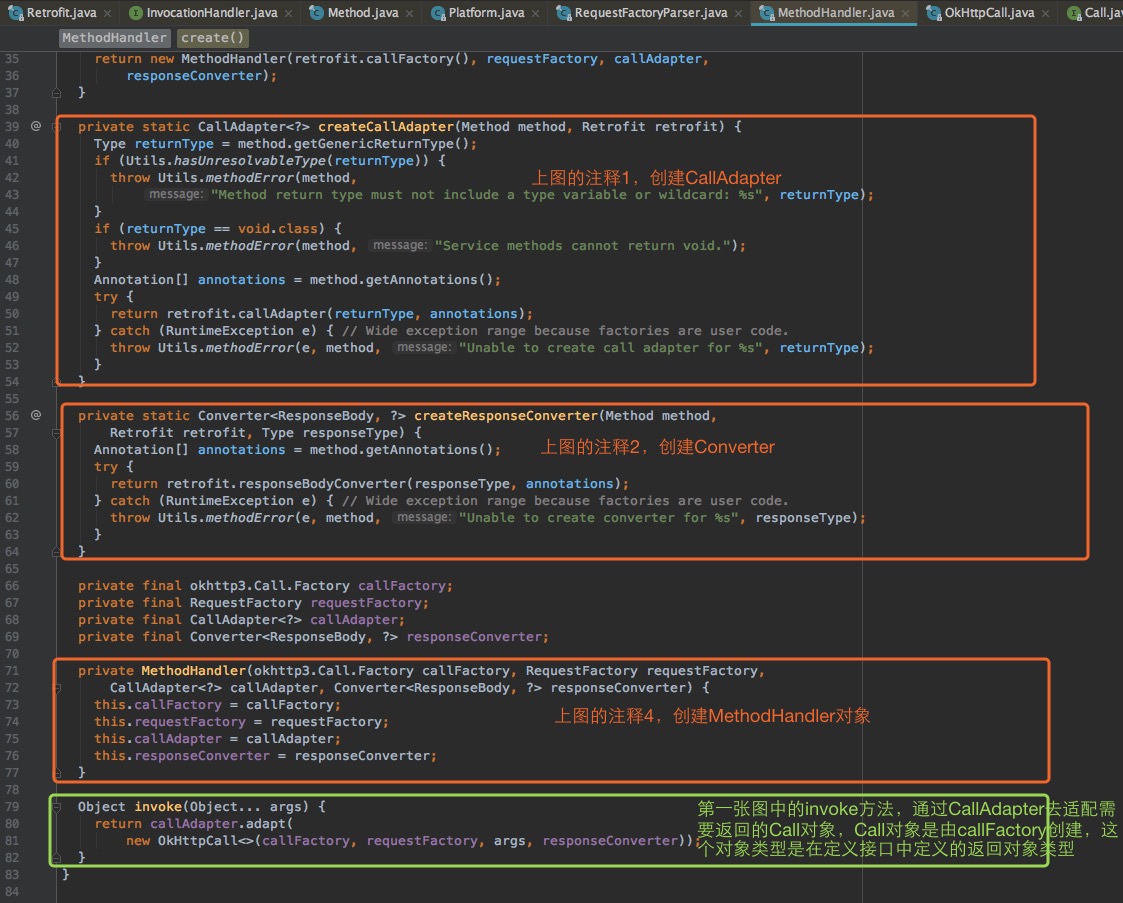 Retrofit.java × InvocationHandler.java × Method.java × Platform.java × RequestFactoryParser.java × MethodHandler.java × OkHttpCall.java × Call.jav
MethodHandler create()
35 return new MethodHandler(retrofit.callFactory(), requestFactory, callAdapter,
36 responseConverter);
37 }
38
39 @ private static CallAdapter<?> createCallAdapter(Method method, Retrofit retrofit) {
40 Type returnType = method.getGenericReturnType();
41 if (Utils.hasUnresolvableType(returnType)) {
42 throw Utils.methodError(method,
上图的注释1，创建CallAdapter
43 message: "Method return type must not include a type variable or wildcard: %s", returnType);
44 }
45 if (returnType == void.class) {
46 throw Utils.methodError(method, message: "Service methods cannot return void.");
47 }
48 Annotation[] annotations = method.getAnnotations();
49 try {
50 return retrofit.callAdapter(returnType, annotations);
51 } catch (RuntimeException e) { // Wide exception range because factories are user code.
52 throw Utils.methodError(e, method, message: "Unable to create call adapter for %s", returnType);
53 }
54 }
55
56 @ private static Converter<ResponseBody, ?> createResponseConverter(Method method,
57 Retrofit retrofit, Type responseType) {
58 Annotation[] annotations = method.getAnnotations();
上图的注释2，创建Converter
59 try {
60 return retrofit.responseBodyConverter(responseType, annotations);
61 } catch (RuntimeException e) { // Wide exception range because factories are user code.
62 throw Utils.methodError(e, method, message: "Unable to create converter for %s", responseType);
63 }
64 }
65
66 private final okhttp3.Call.Factory callFactory;
67 private final RequestFactory requestFactory;
68 private final CallAdapter<?> callAdapter;
69 private final Converter<ResponseBody, ?> responseConverter;
70
71 private MethodHandler(okhttp3.Call.Factory callFactory, RequestFactory requestFactory,
72 CallAdapter<?> callAdapter, Converter<ResponseBody, ?> responseConverter) {
73 this.callFactory = callFactory;
74 this.requestFactory = requestFactory;
上图的注释4，创建MethodHandler对象
75 this.callAdapter = callAdapter;
76 this.responseConverter = responseConverter;
77 }
78
79 Object invoke(Object... args) {
80 return callAdapter.adapt(
81 new OkHttpCall<>(callFactory, requestFactory, args, responseConverter));
82 }
第一张图中的invoke方法，通过CallAdapter去适配需
要返回的Call对象，Call对象是由callFactory创建，这
个对象类型是在定义接口中定义的返回对象类型
83 }
84